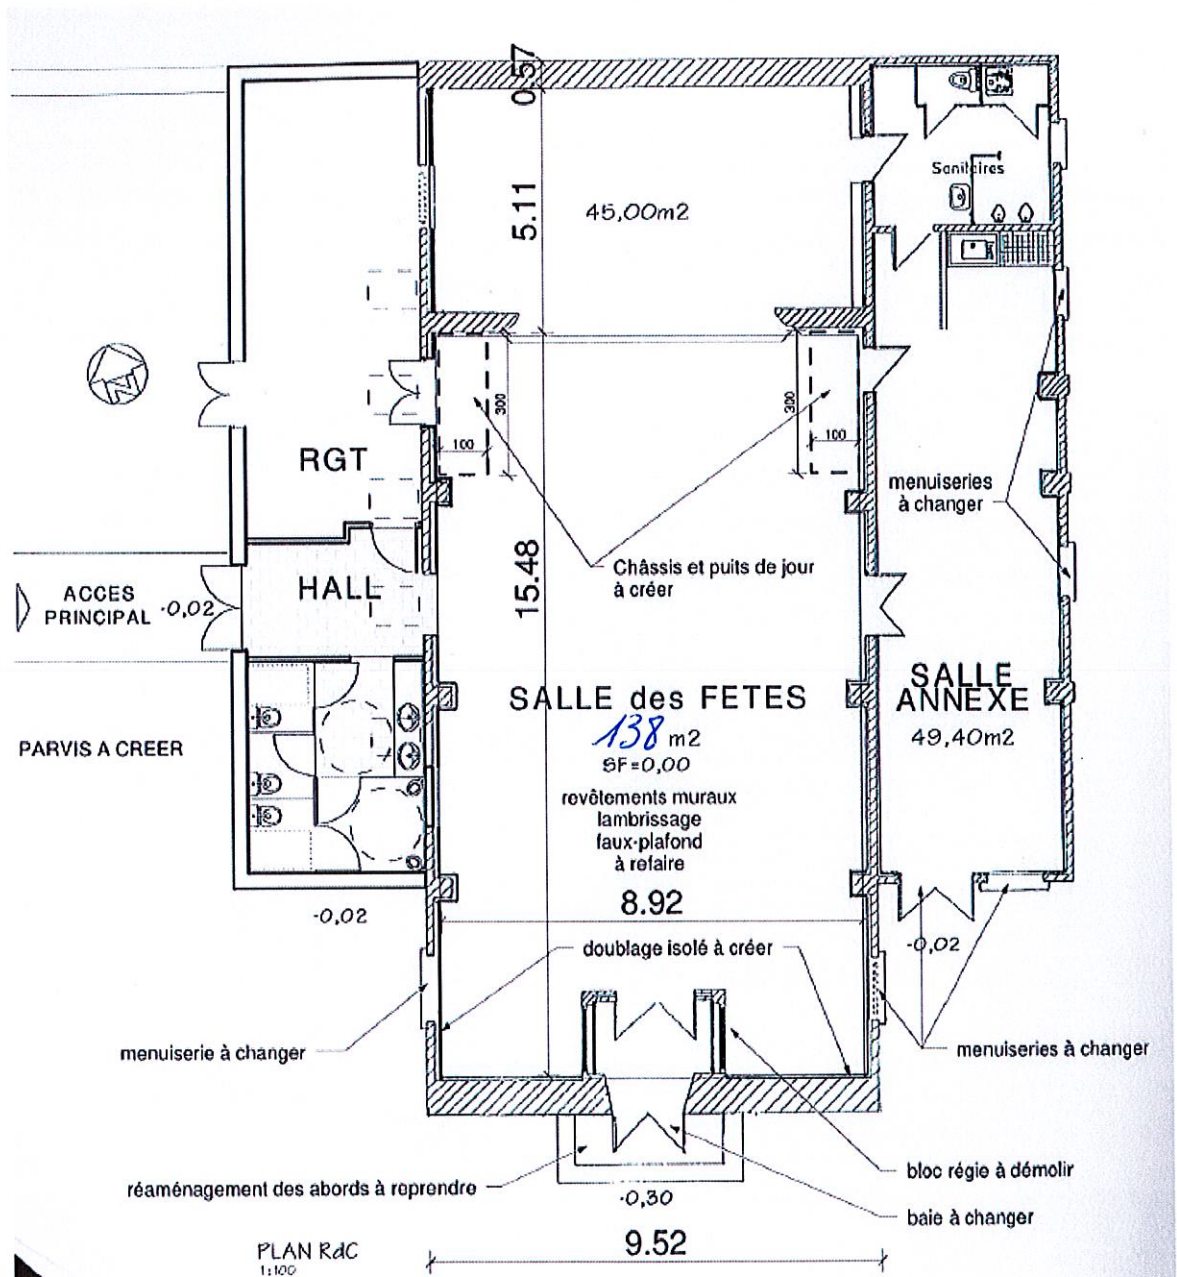 0.57
5.11
45,00m2
Sanitaires
300
300
100
100
N
RGT
menuiseries
à changer
15.48
Châssis et puits de jour
à créer
ACCES
PRINCIPAL
-0,02
HALL
SALLE des FETES
138 m2
SF=0,00
SALLE
ANNEXE
49,40m2
PARVIS A CREER
revêtements muraux
lambrissage
faux-plafond
à refaire
8.92
-0,02
doublage isolé à créer
-0,02
menuiserie à changer
menuiseries à changer
bloc régie à démolir
réaménagement des abords à reprendre
-0,30
baie à changer
PLAN RdC
1:100
9.52